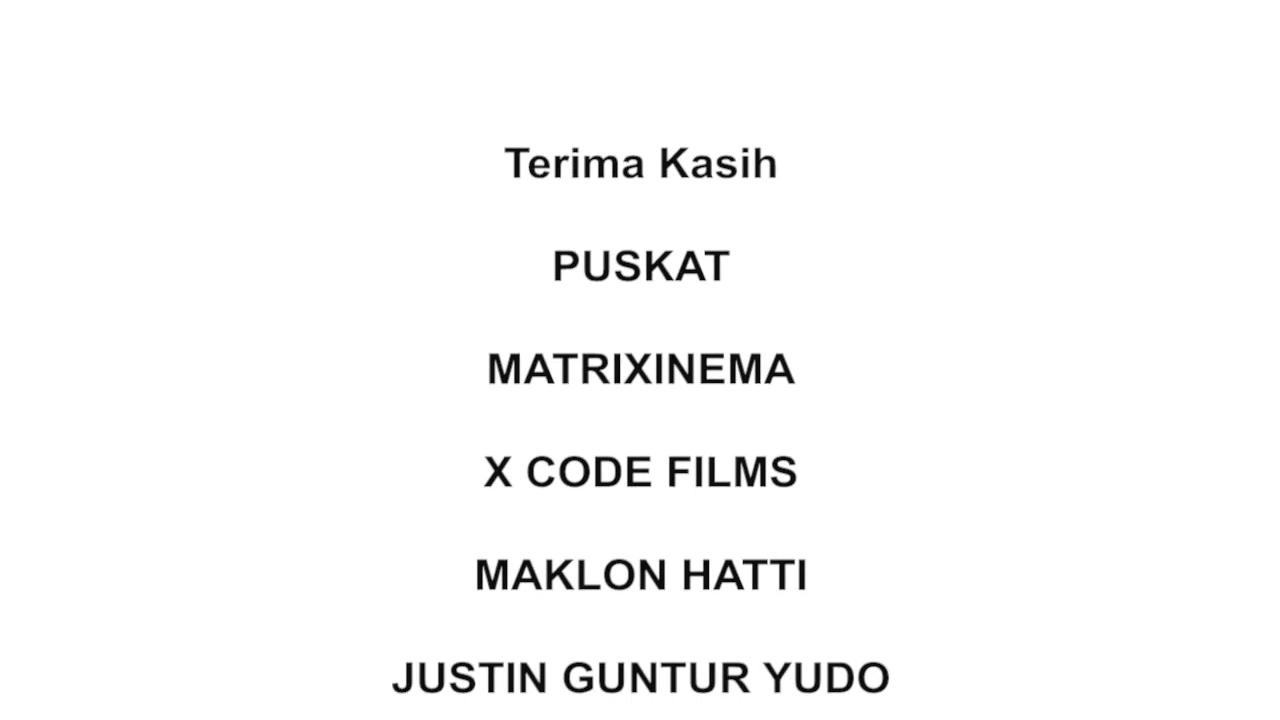 Terima Kasih
PUSKAT
MATRIXINEMA
X CODE FILMS
MAKLON HATTI
JUSTIN GUNTUR YUDO